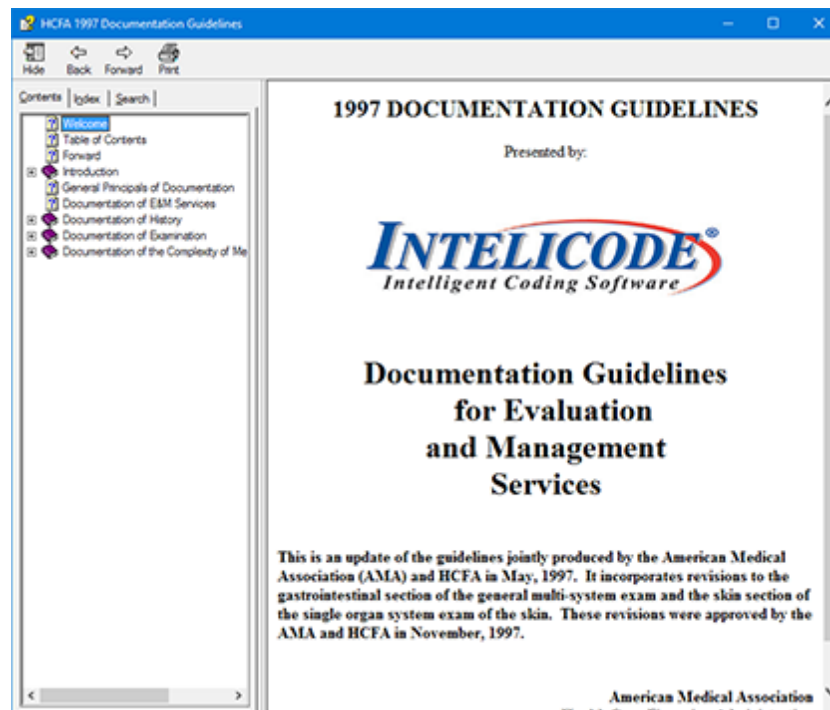 HCFA 1997 Documentation Guidelines
Hide Back Forward Print
Contents Index Search
Welcome
Table of Contents
Forward
Introduction
General Principals of Documentation
Documentation of E&M Services
Documentation of History
Documentation of Examination
Documentation of the Complexity of Me
1997 DOCUMENTATION GUIDELINES
Presented by:
INTELICODE®
Intelligent Coding Software
Documentation Guidelines
for Evaluation
and Management
Services
This is an update of the guidelines jointly produced by the American Medical
Association (AMA) and HCFA in May, 1997. It incorporates revisions to the
gastrointestinal section of the general multi-system exam and the skin section of
the single organ system exam of the skin. These revisions were approved by the
AMA and HCFA in November, 1997.
American Medical Association